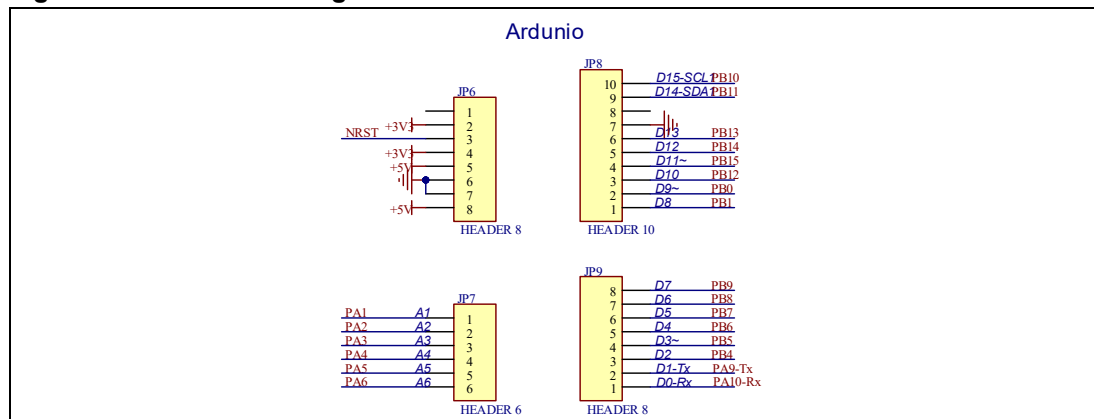 Ardunio
JP6
1
+3V3 2
NRST 3
+3V3 4
+5V 5
6
7
+5V 8
HEADER 8
JP8
10 D15-SCL1 PB10
9 D14-SDA1 PB11
8
7
6 D13 PB13
5 D12 PB14
4 D11~ PB15
3 D10 PB12
2 D9~ PB0
1 D8 PB1
HEADER 10
JP7
PA1 A1 1
PA2 A2 2
PA3 A3 3
PA4 A4 4
PA5 A5 5
PA6 A6 6
HEADER 6
JP9
8 D7 PB9
7 D6 PB8
6 D5 PB7
5 D4 PB6
4 D3~ PB5
3 D2 PB4
2 D1-Tx PA9-Tx
1 D0-Rx PA10-Rx
HEADER 8